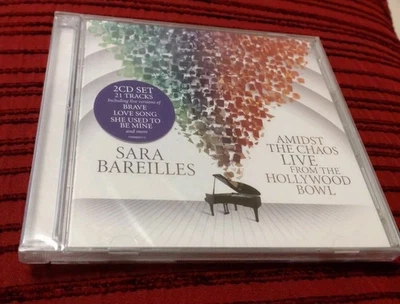 2CD SET
21 TRACKS
Including live versions of
BRAVE
LOVE SONG
SHE USED TO
BE MINE
and more
SARA
BAREILLES
AMIDST
THE CHAOS
LIVE
FROM THE
HOLLYWOOD
BOWL